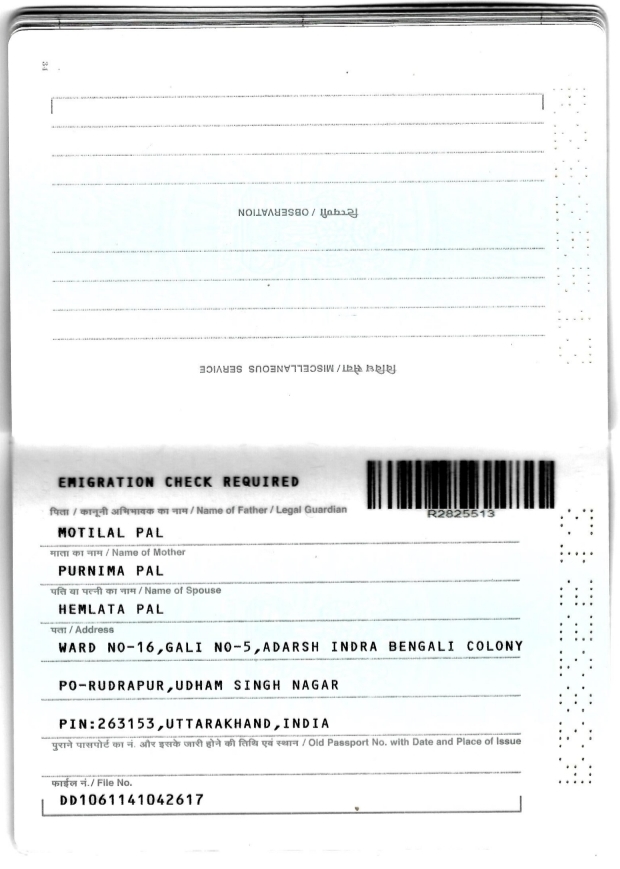 34
टिप्पणी / OBSERVATION
विविध सेवा / MISCELLANEOUS SERVICE
EMIGRATION CHECK REQUIRED
R2825513
पिता / कानूनी अभिभावक का नाम / Name of Father / Legal Guardian
MOTILAL PAL
माता का नाम / Name of Mother
PURNIMA PAL
पति या पत्नी का नाम / Name of Spouse
HEMLATA PAL
पता / Address
WARD NO-16,GALI NO-5,ADARSH INDRA BENGALI COLONY
PO-RUDRAPUR,UDHAM SINGH NAGAR
PIN:263153,UTTARAKHAND,INDIA
पुराने पासपोर्ट का नं. और इसके जारी होने की तिथि एवं स्थान / Old Passport No. with Date and Place of Issue
फाईल नं./ File No.
DD1061141042617